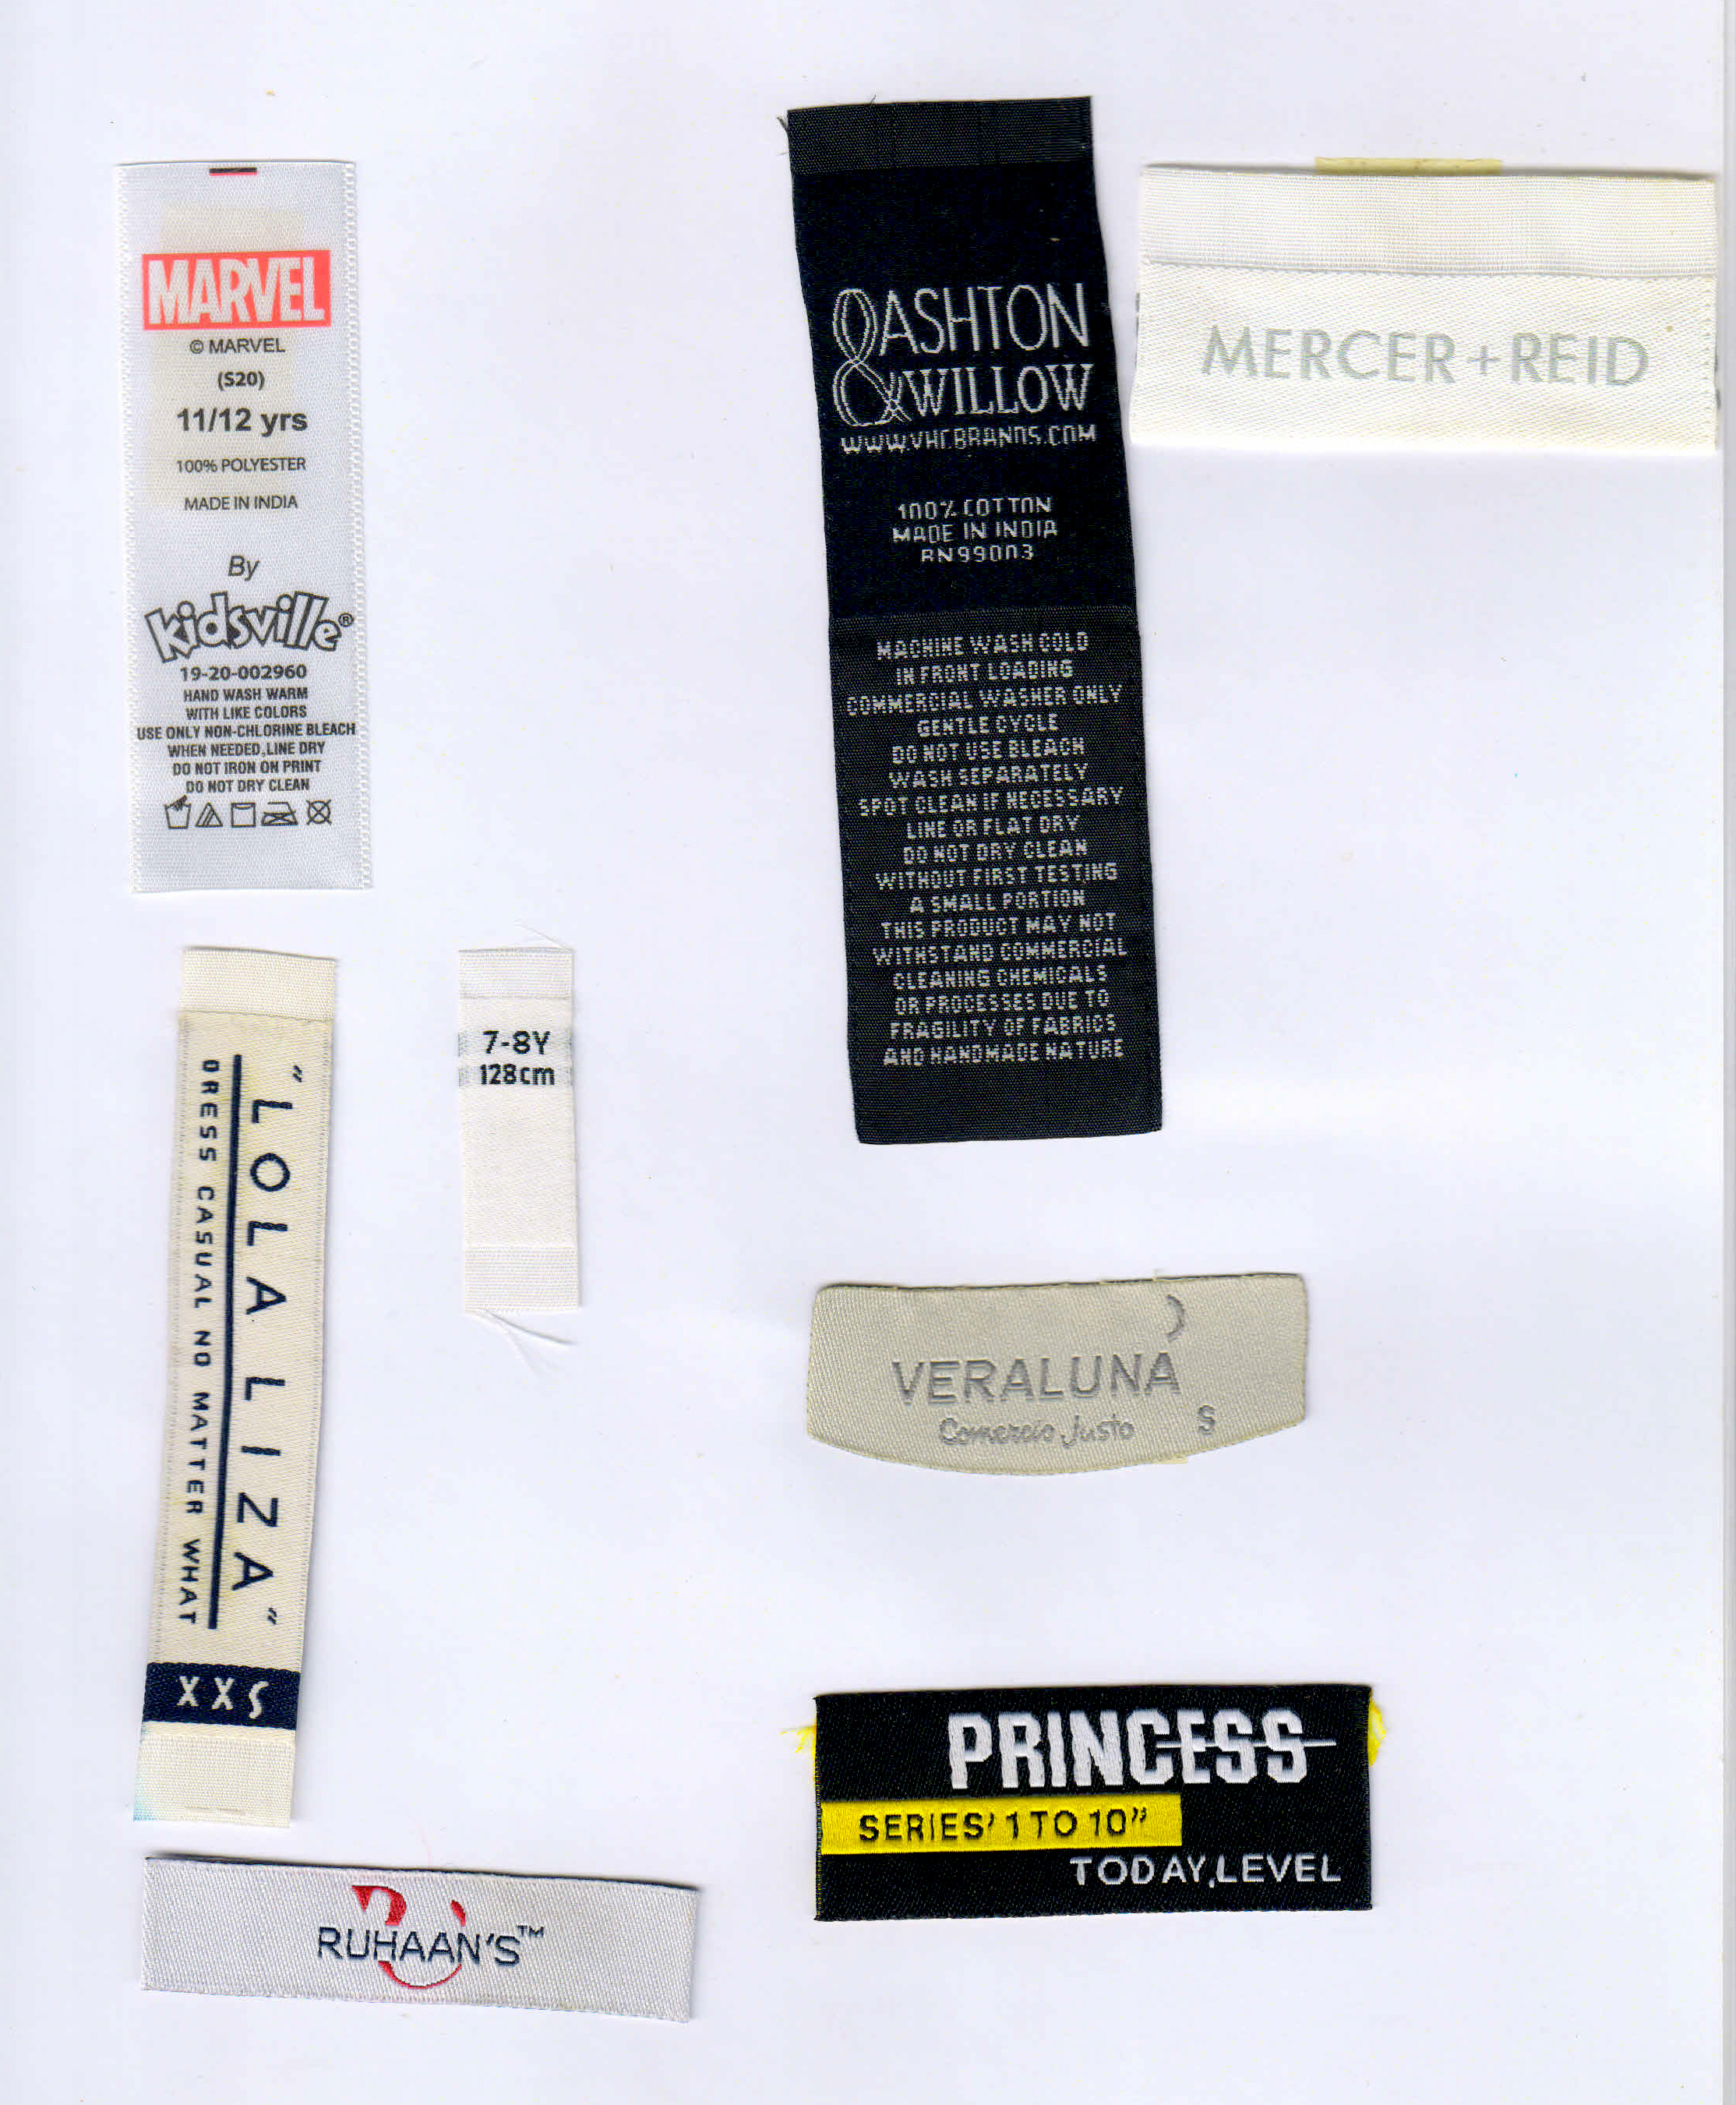 MARVEL
© MARVEL
(S20)
11/12 yrs
100% POLYESTER
MADE IN INDIA
By
kidsville®
19-20-002960
HAND WASH WARM
WITH LIKE COLORS
USE ONLY NON-CHLORINE BLEACH
WHEN NEEDED,LINE DRY
DO NOT IRON ON PRINT
DO NOT DRY CLEAN
ASHTON
&WILLOW
WWW.VHCBRANDS.COM
100% COTTON
MADE IN INDIA
RN99003
MACHINE WASH COLD
IN FRONT LOADING
COMMERCIAL WASHER ONLY
GENTLE CYCLE
DO NOT USE BLEACH
WASH SEPARATELY
SPOT CLEAN IF NECESSARY
LINE OR FLAT DRY
DO NOT DRY CLEAN
WITHOUT FIRST TESTING
A SMALL PORTION
THIS PRODUCT MAY NOT
WITHSTAND COMMERCIAL
CLEANING CHEMICALS
OR PROCESSES DUE TO
FRAGILITY OF FABRICS
AND HANDMADE NATURE
MERCER+REID
"LOLA LIZA"
DRESS CASUAL NO MATTER WHAT
XXS
7-8Y
128cm
VERALUNA
Comercio Justo S
PRINCESS
SERIES' 1 TO 10"
TODAY,LEVEL
RUHAAN'S™